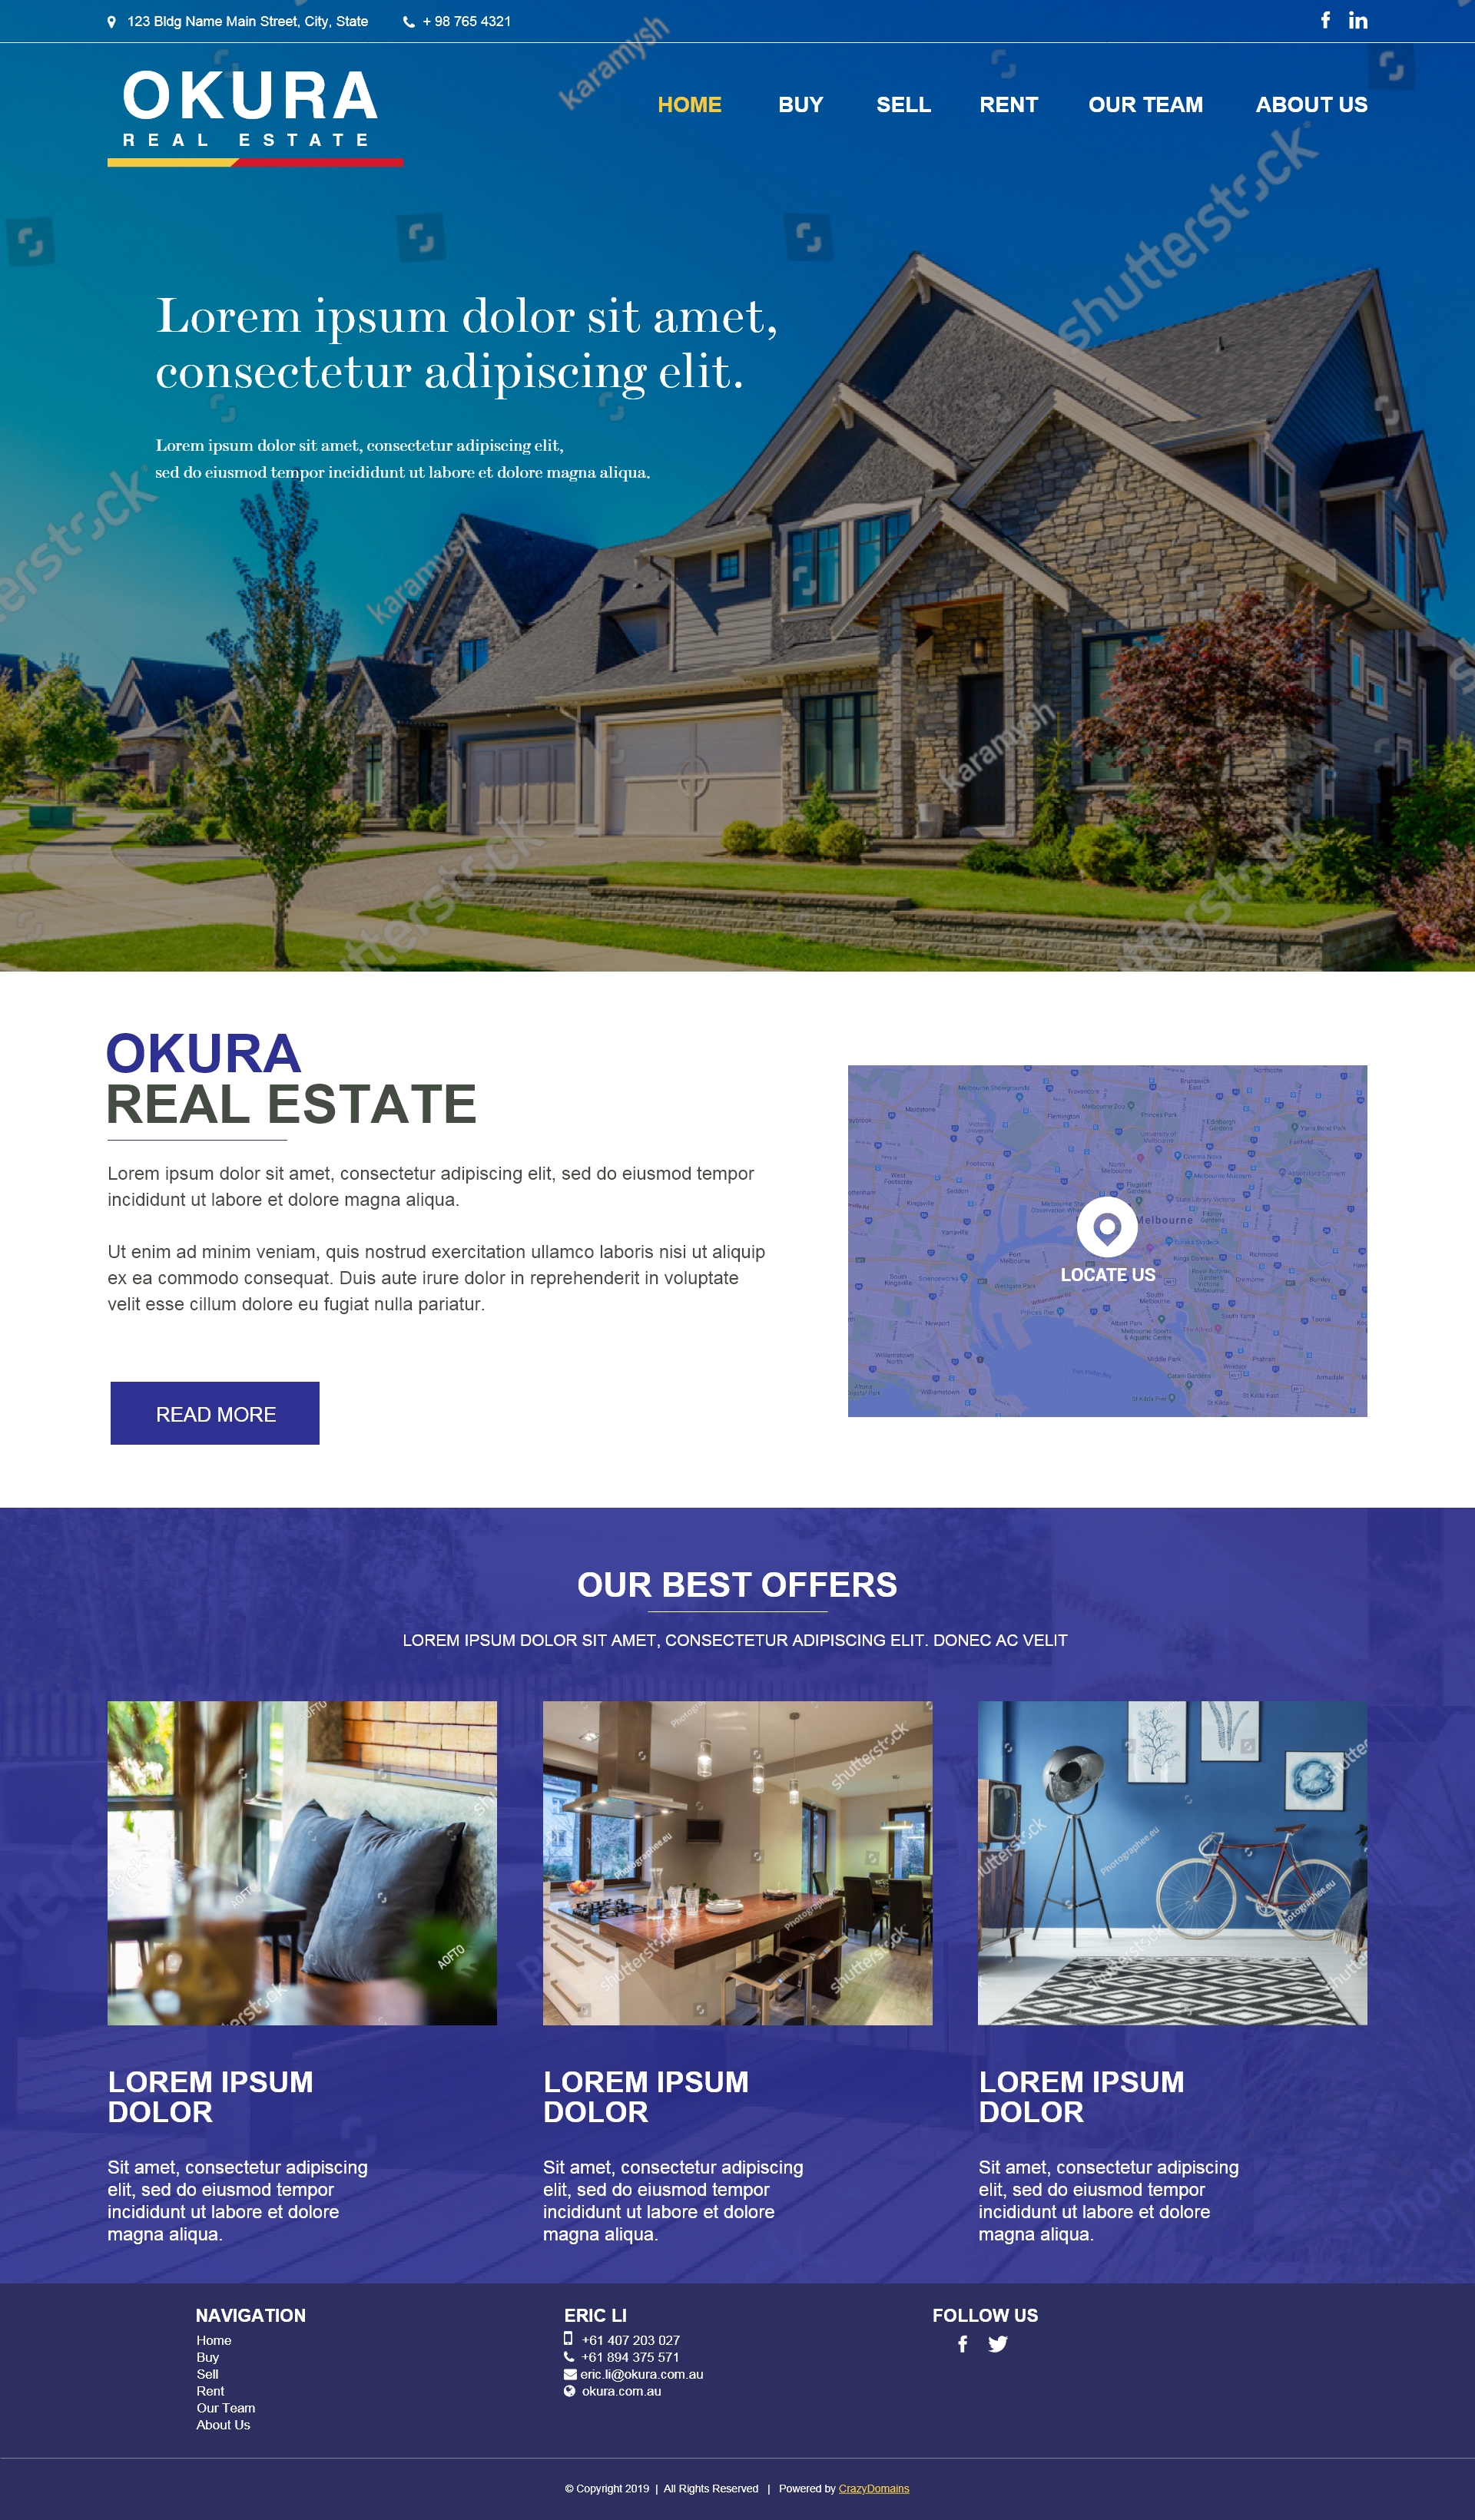 123 Bldg Name Main Street, City, State
+ 98 765 4321
OKURA
REAL ESTATE
HOME
BUY
SELL
RENT
OUR TEAM
ABOUT US
karamysh
shutterstock
Lorem ipsum dolor sit amet,
consectetur adipiscing elit.
Lorem ipsum dolor sit amet, consectetur adipiscing elit,
sed do eiusmod tempor incididunt ut labore et dolore magna aliqua.
karamysh
karamysh
shutterstock
OKURA
REAL ESTATE
Lorem ipsum dolor sit amet, consectetur adipiscing elit, sed do eiusmod tempor
incididunt ut labore et dolore magna aliqua.
Ut enim ad minim veniam, quis nostrud exercitation ullamco laboris nisi ut aliquip
ex ea commodo consequat. Duis aute irure dolor in reprehenderit in voluptate
velit esse cillum dolore eu fugiat nulla pariatur.
READ MORE
Melbourne
LOCATE US
OUR BEST OFFERS
LOREM IPSUM DOLOR SIT AMET, CONSECTETUR ADIPISCING ELIT. DONEC AC VELIT
AOFTO
shutterstock
Photographee.eu
LOREM IPSUM
DOLOR
Sit amet, consectetur adipiscing
elit, sed do eiusmod tempor
incididunt ut labore et dolore
magna aliqua.
LOREM IPSUM
DOLOR
Sit amet, consectetur adipiscing
elit, sed do eiusmod tempor
incididunt ut labore et dolore
magna aliqua.
LOREM IPSUM
DOLOR
Sit amet, consectetur adipiscing
elit, sed do eiusmod tempor
incididunt ut labore et dolore
magna aliqua.
NAVIGATION
Home
Buy
Sell
Rent
Our Team
About Us
ERIC LI
+61 407 203 027
+61 894 375 571
eric.li@okura.com.au
okura.com.au
FOLLOW US
© Copyright 2019 | All Rights Reserved | Powered by CrazyDomains